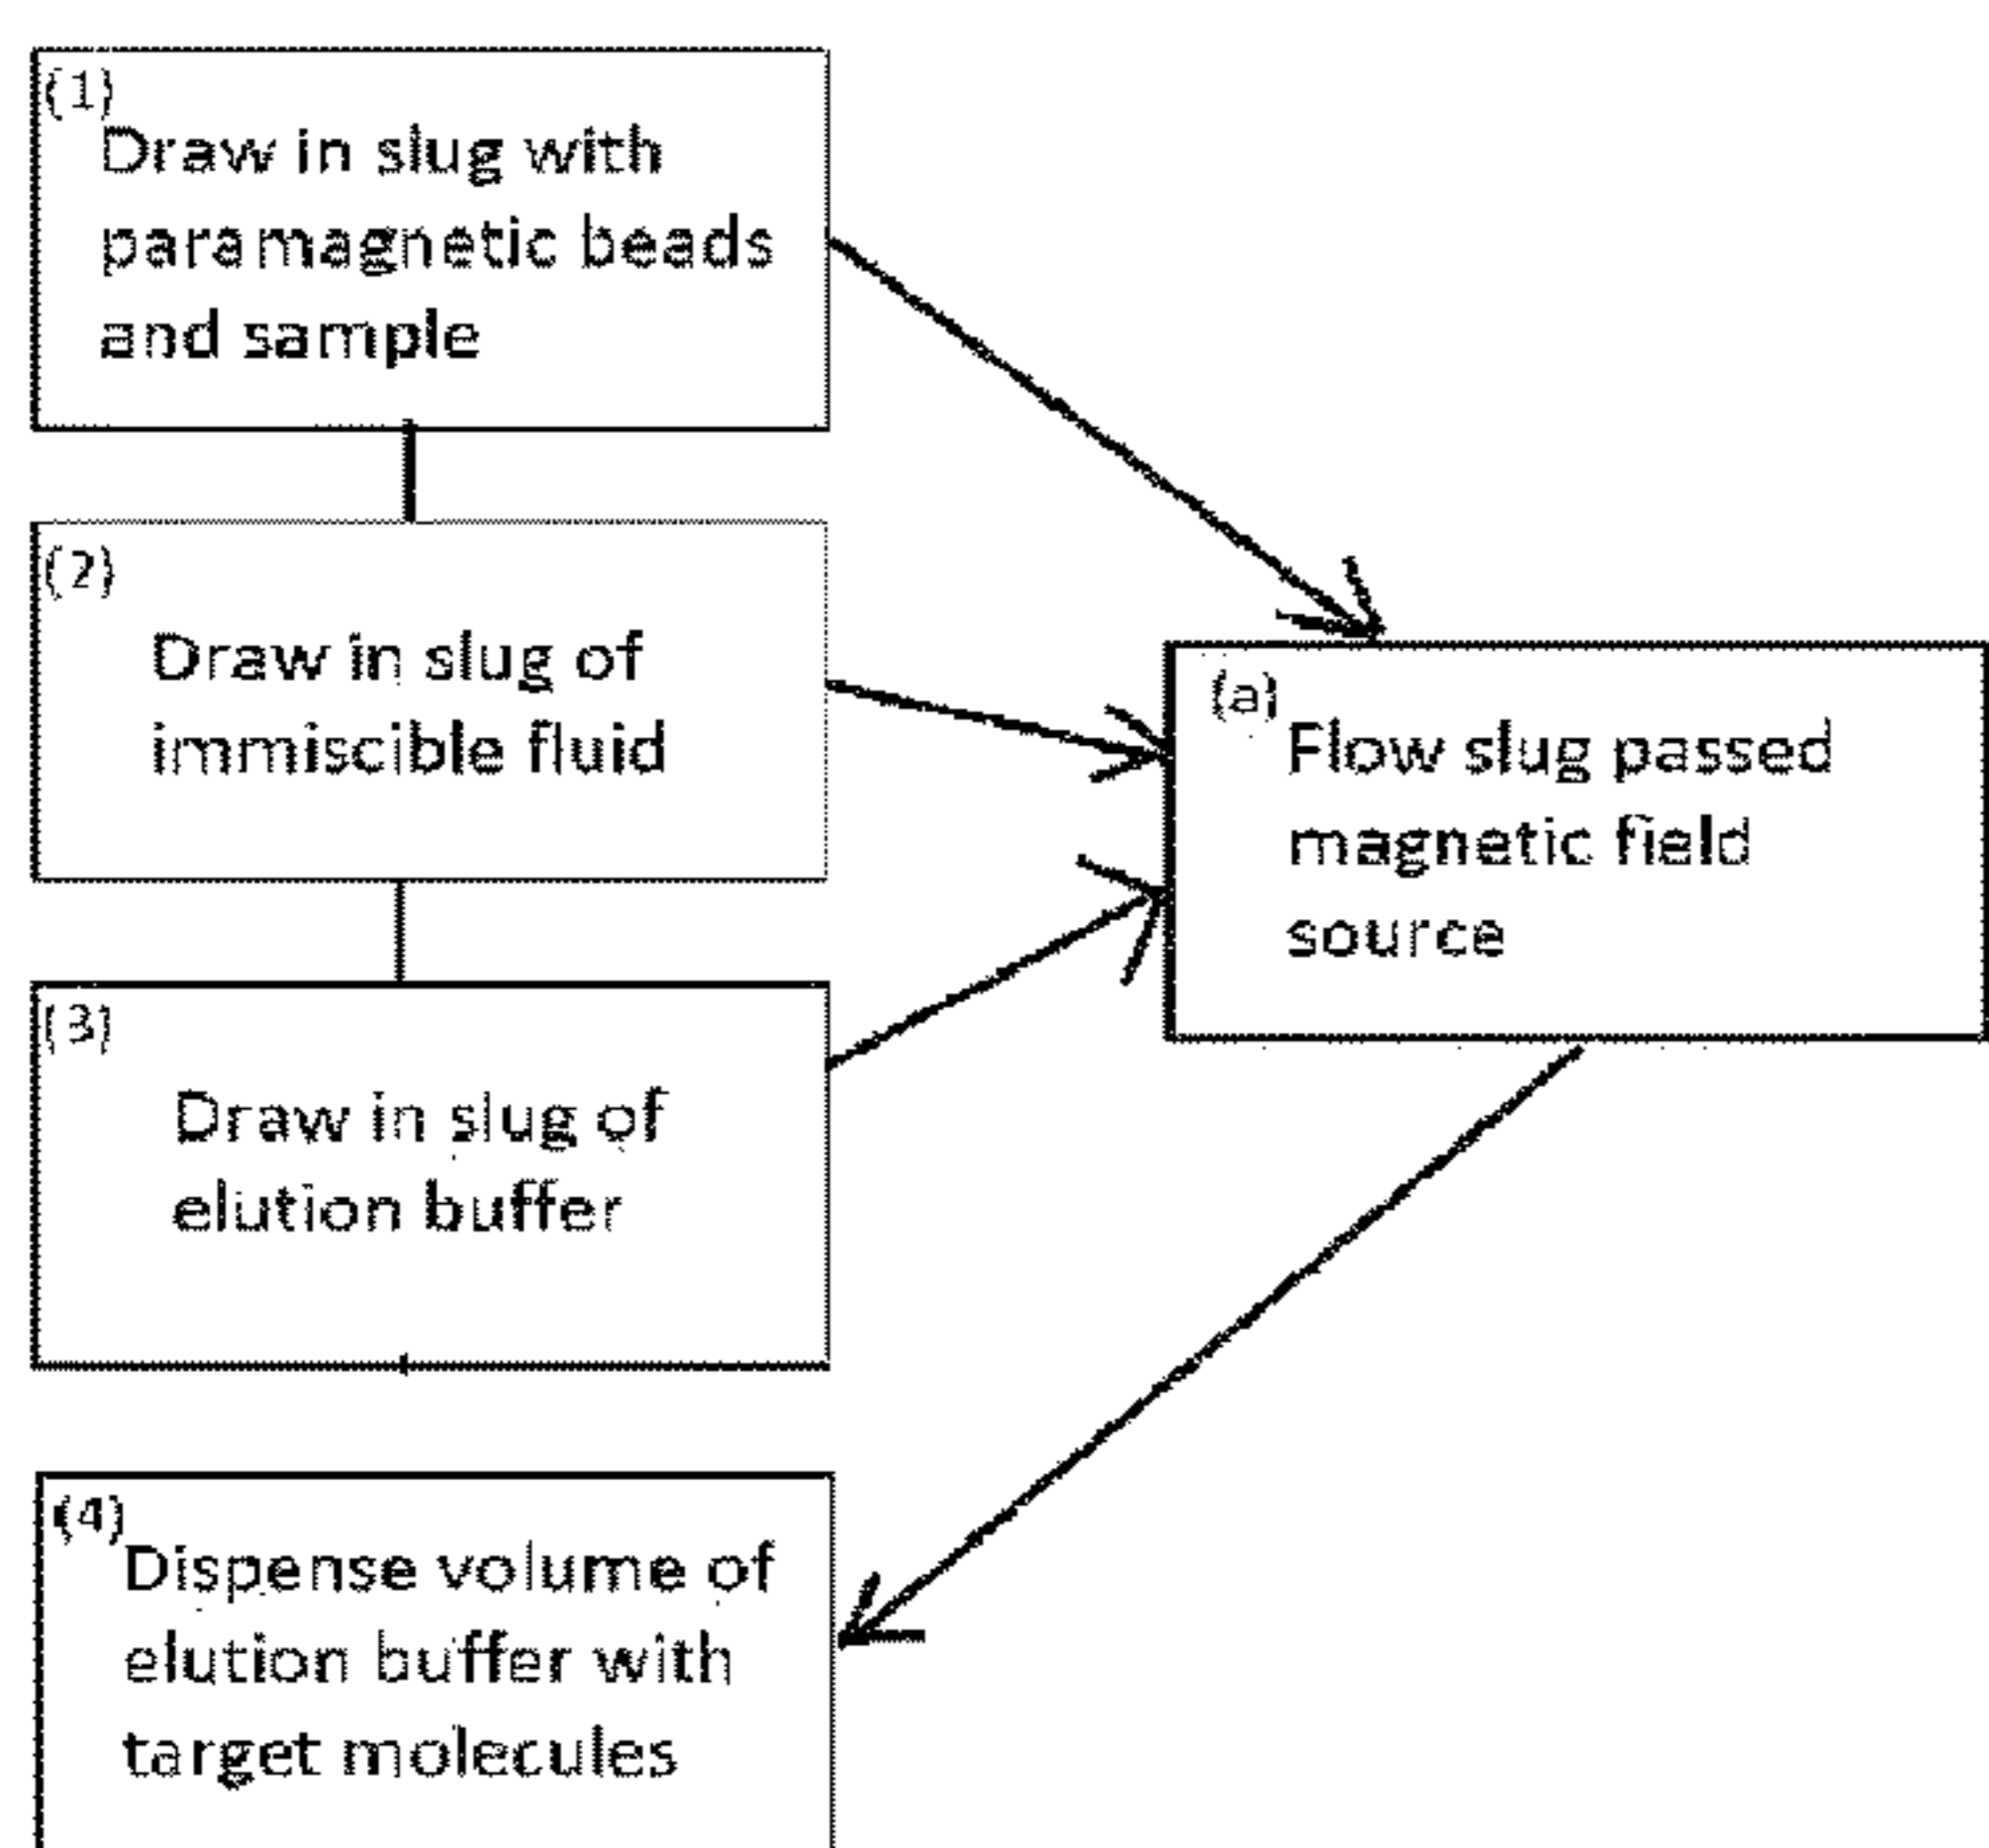 (1)
Draw in slug with
paramagnetic beads
and sample
(2)
Draw in slug of
immiscible fluid
(a)
Flow slug passed
magnetic field
source
(3)
Draw in slug of
elution buffer
(4)
Dispense volume of
elution buffer with
target molecules